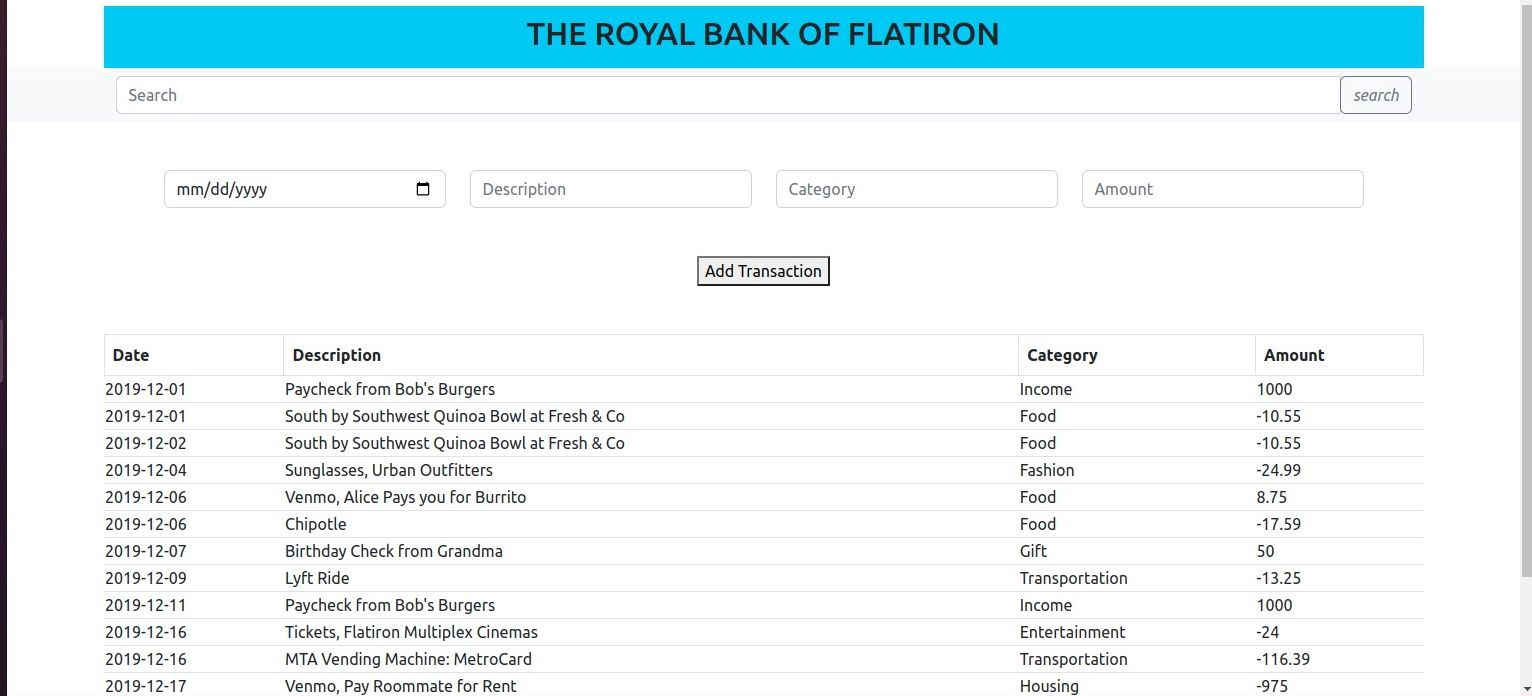 THE ROYAL BANK OF FLATIRON
Search search
mm/dd/yyyy Description Category Amount
Add Transaction
Date Description Category Amount
2019-12-01 Paycheck from Bob's Burgers Income 1000
2019-12-01 South by Southwest Quinoa Bowl at Fresh & Co Food -10.55
2019-12-02 South by Southwest Quinoa Bowl at Fresh & Co Food -10.55
2019-12-04 Sunglasses, Urban Outfitters Fashion -24.99
2019-12-06 Venmo, Alice Pays you for Burrito Food 8.75
2019-12-06 Chipotle Food -17.59
2019-12-07 Birthday Check from Grandma Gift 50
2019-12-09 Lyft Ride Transportation -13.25
2019-12-11 Paycheck from Bob's Burgers Income 1000
2019-12-16 Tickets, Flatiron Multiplex Cinemas Entertainment -24
2019-12-16 MTA Vending Machine: MetroCard Transportation -116.39
2019-12-17 Venmo, Pay Roommate for Rent Housing -975